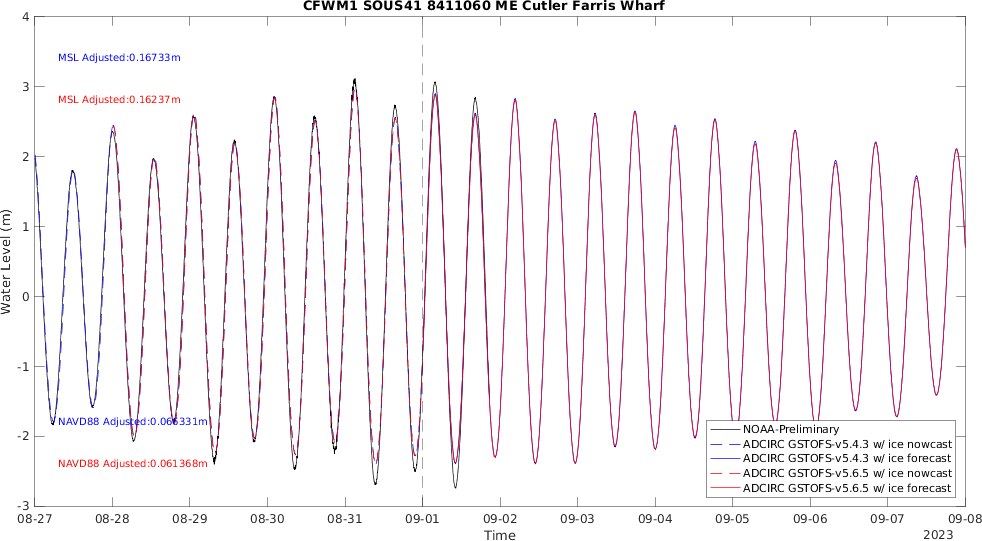 CFWM1 SOUS41 8411060 ME Cutler Farris Wharf
4
3
2
1
0
-1
-2
-3
Water Level (m)
MSL Adjusted:0.16733m
MSL Adjusted:0.16237m
NAVD88 Adjusted:0.066331m
NAVD88 Adjusted:0.061368m
NOAA-Preliminary
ADCIRC GSTOFS-v5.4.3 w/ ice nowcast
ADCIRC GSTOFS-v5.4.3 w/ ice forecast
ADCIRC GSTOFS-v5.6.5 w/ ice nowcast
ADCIRC GSTOFS-v5.6.5 w/ ice forecast
08-27 08-28 08-29 08-30 08-31 09-01 09-02 09-03 09-04 09-05 09-06 09-07 09-08
Time
2023